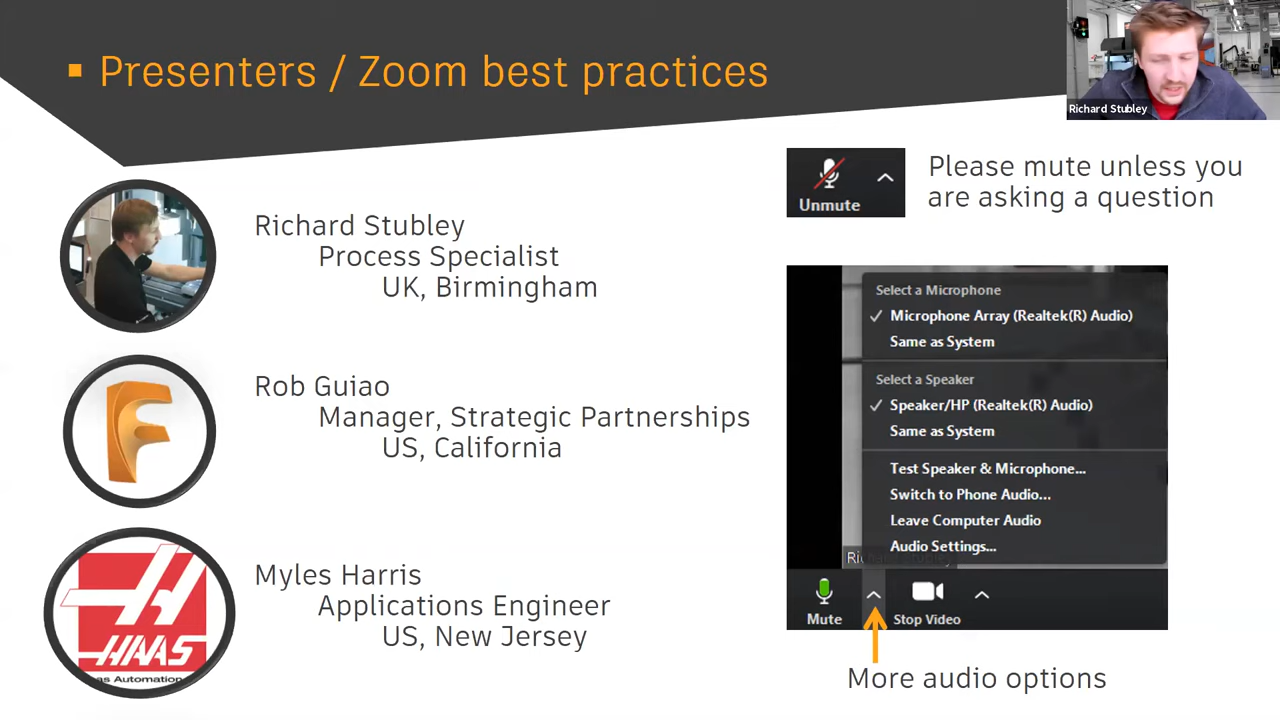 Presenters / Zoom best practices
Richard Stubley
Richard Stubley
Process Specialist
UK, Birmingham
Rob Guiao
Manager, Strategic Partnerships
US, California
HAAS
as Automation
Myles Harris
Applications Engineer
US, New Jersey
Unmute
Please mute unless you
are asking a question
Select a Microphone
Microphone Array (Realtek(R) Audio)
Same as System
Select a Speaker
Speaker/HP (Realtek(R) Audio)
Same as System
Test Speaker & Microphone...
Switch to Phone Audio...
Leave Computer Audio
Audio Settings...
Mute
Stop Video
More audio options